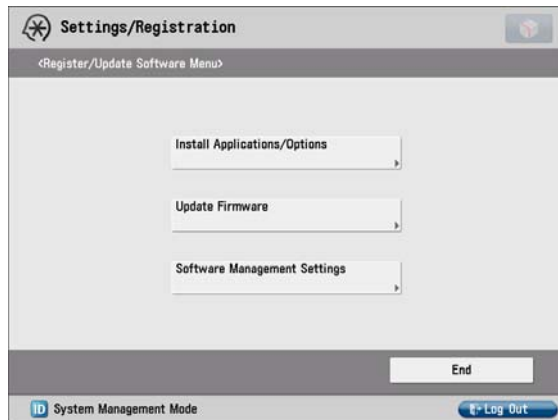 Settings/Registration
<Register/Update Software Menu>
Install Applications/Options
Update Firmware
Software Management Settings
End
ID System Management Mode
Log Out